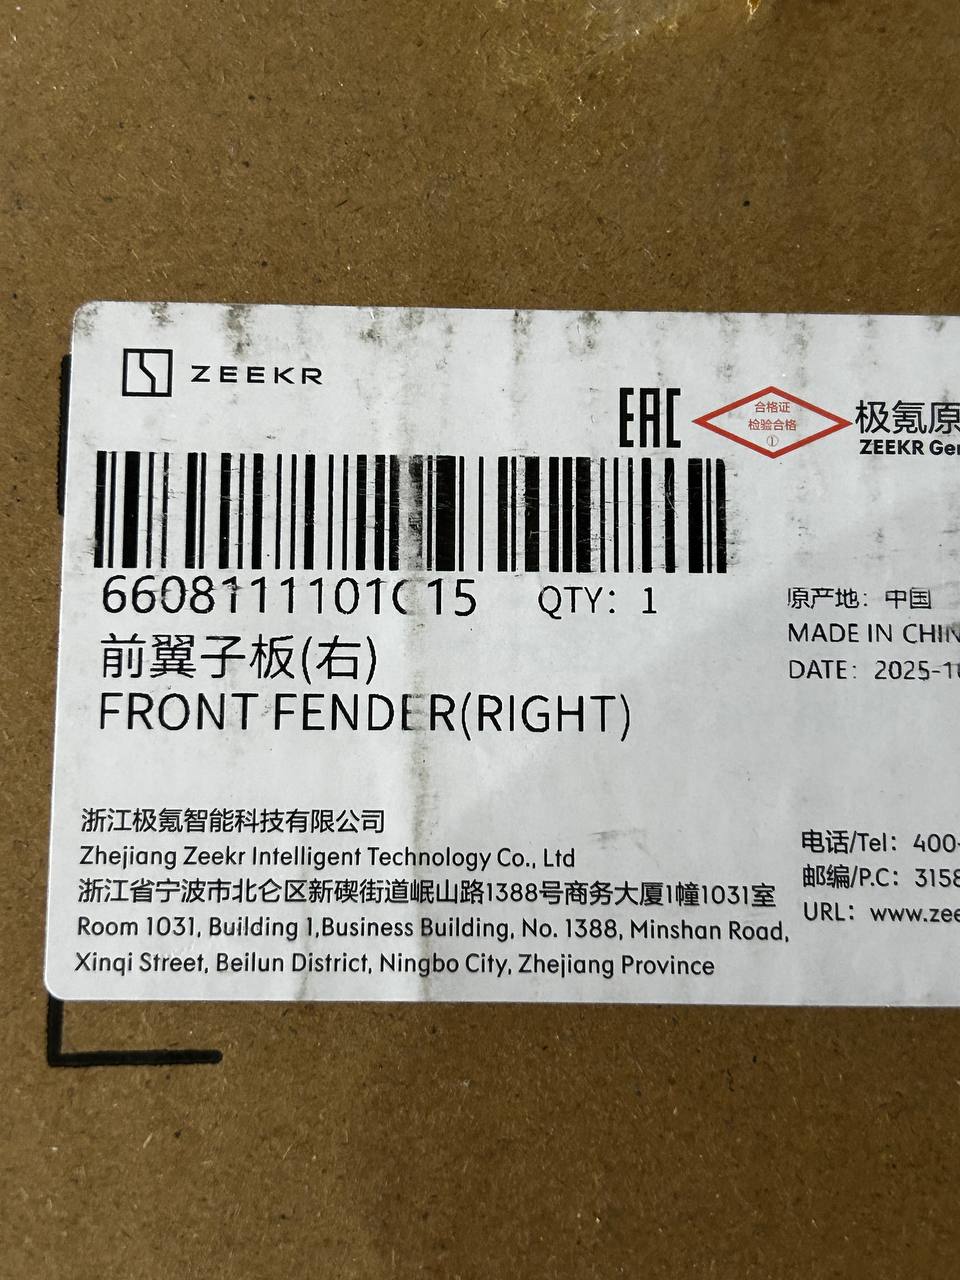 ZEEKR
EAC
合格证
检验合格
①
极氪原
ZEEKR Gen
QTY: 1
前翼子板(右)
FRONT FENDER(RIGHT)
原产地: 中国
MADE IN CHIN
DATE: 2025-1
浙江极氪智能科技有限公司
Zhejiang Zeekr Intelligent Technology Co., Ltd
浙江省宁波市北仑区新碶街道岷山路1388号商务大厦1幢1031室
Room 1031, Building 1,Business Building, No. 1388, Minshan Road,
Xinqi Street, Beilun District, Ningbo City, Zhejiang Province
电话/Tel: 400-
邮编/P.C: 3158
URL: www.zee